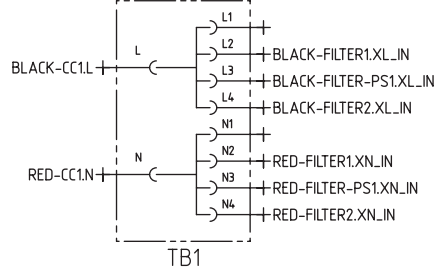 L1
L
L2
BLACK-FILTER1.XL_IN
BLACK-CC1.L
L3
BLACK-FILTER-PS1.XL_IN
L4
BLACK-FILTER2.XL_IN
N1
N
N2
RED-FILTER1.XN_IN
RED-CC1.N
N3
RED-FILTER-PS1.XN_IN
N4
RED-FILTER2.XN_IN
TB1